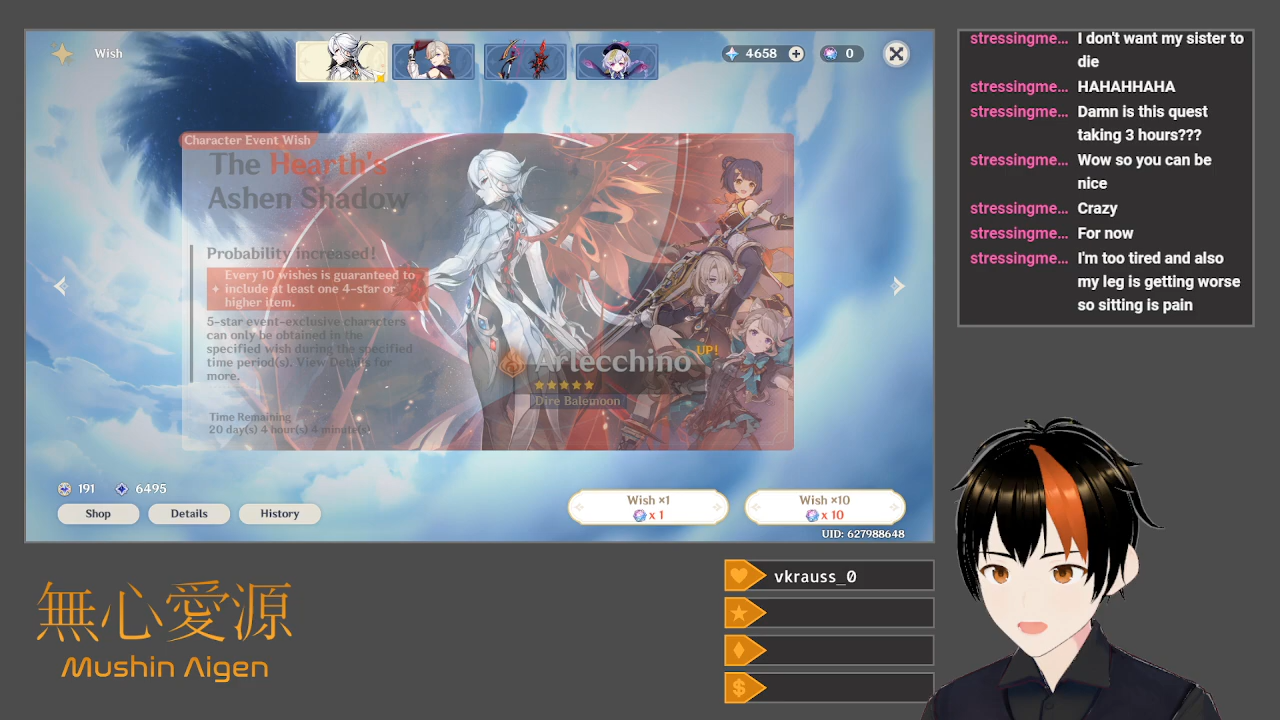 Wish
4658
0
Character Event Wish
The Hearth's
Ashen Shadow
Probability increased!
Every 10 wishes is guaranteed to
include at least one 4-star or
higher item.
5-star event-exclusive characters
can only be obtained in the
specified wish during the specified
time period(s). View Details for
more.
Time Remaining
20 day(s) 4 hour(s) 4 minute(s)
UP!
Arlecchino
Dire Balemoon
191
6495
Shop
Details
History
Wish ×1
x 1
Wish ×10
x 10
UID: 627988648
stressingme... I don't want my sister to
die
stressingme... HAHAHHAHA
stressingme... Damn is this quest
taking 3 hours???
stressingme... Wow so you can be
nice
stressingme... Crazy
stressingme... For now
stressingme... I'm too tired and also
my leg is getting worse
so sitting is pain
無心愛源
Mushin Aigen
vkrauss_0
$